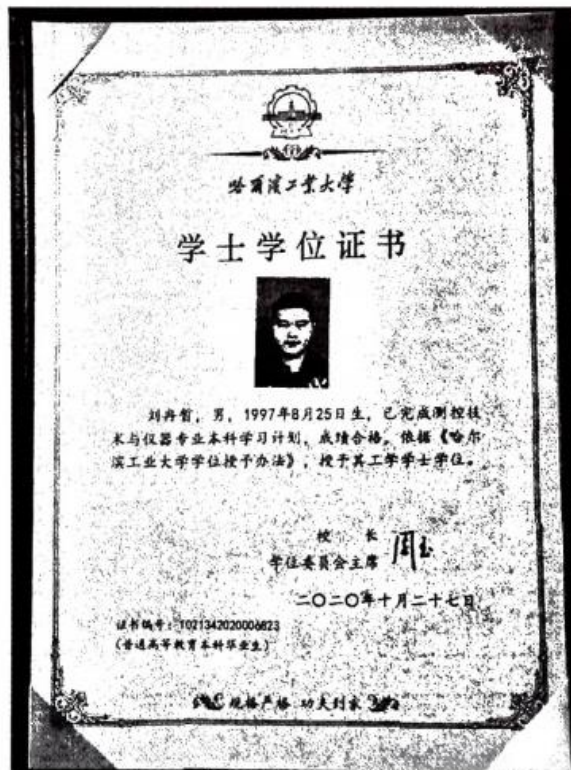 哈尔滨工业大学
学士学位证书
刘冉晢，男，1997年8月25日生，已完成测控技
术与仪器专业本科学习计划，成绩合格，依据《哈尔
滨工业大学学位授予办法》，授予其工学学士学位。
校 长
学位委员会主席 周玉
二〇二〇年十月二十七日
证书编号：1021342020006823
（普通高等教育本科毕业生）
规格严格 功夫到家